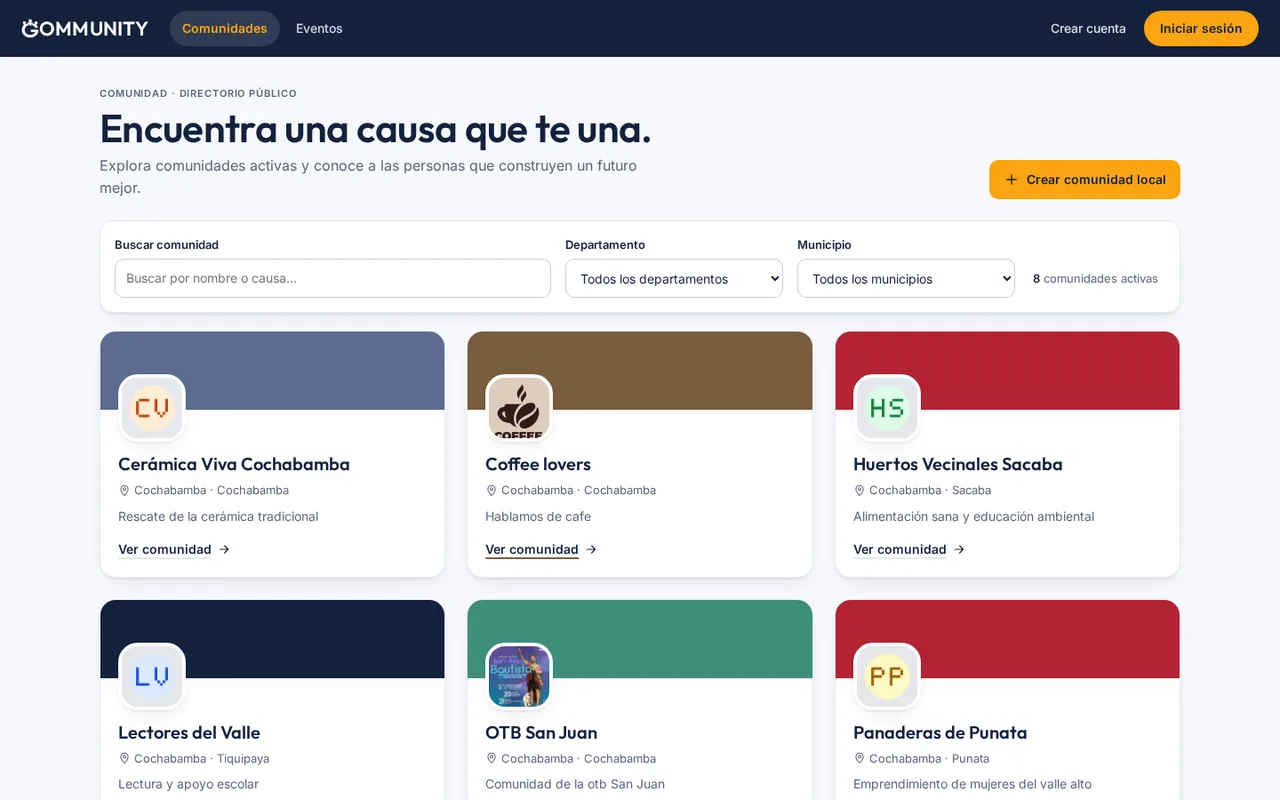 COMMUNITY
Comunidades
Eventos
Crear cuenta
Iniciar sesión
COMUNIDAD · DIRECTORIO PÚBLICO
Encuentra una causa que te una.
Explora comunidades activas y conoce a las personas que construyen un futuro
mejor.
+ Crear comunidad local
Buscar comunidad
Departamento
Municipio
Buscar por nombre o causa...
Todos los departamentos
Todos los municipios
8 comunidades activas
CV
Cerámica Viva Cochabamba
Cochabamba · Cochabamba
Rescate de la cerámica tradicional
Ver comunidad →
COFFEE
Coffee lovers
Cochabamba · Cochabamba
Hablamos de cafe
Ver comunidad →
HS
Huertos Vecinales Sacaba
Cochabamba · Sacaba
Alimentación sana y educación ambiental
Ver comunidad →
LV
Lectores del Valle
Cochabamba · Tiquipaya
Lectura y apoyo escolar
Bautista
OTB San Juan
Cochabamba · Cochabamba
Comunidad de la otb San Juan
PP
Panaderas de Punata
Cochabamba · Punata
Emprendimiento de mujeres del valle alto